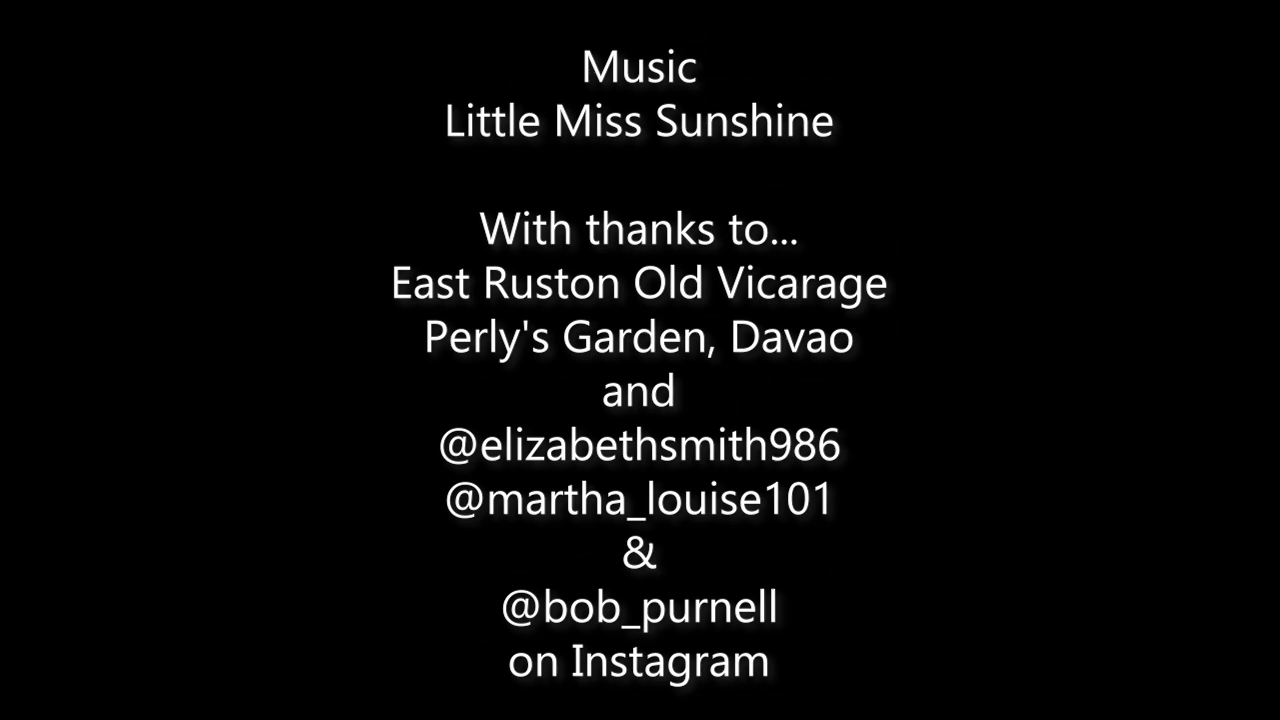 Music
Little Miss Sunshine
With thanks to...
East Ruston Old Vicarage
Perly's Garden, Davao
and
@elizabethsmith986
@martha_louise101
&
@bob_purnell
on Instagram